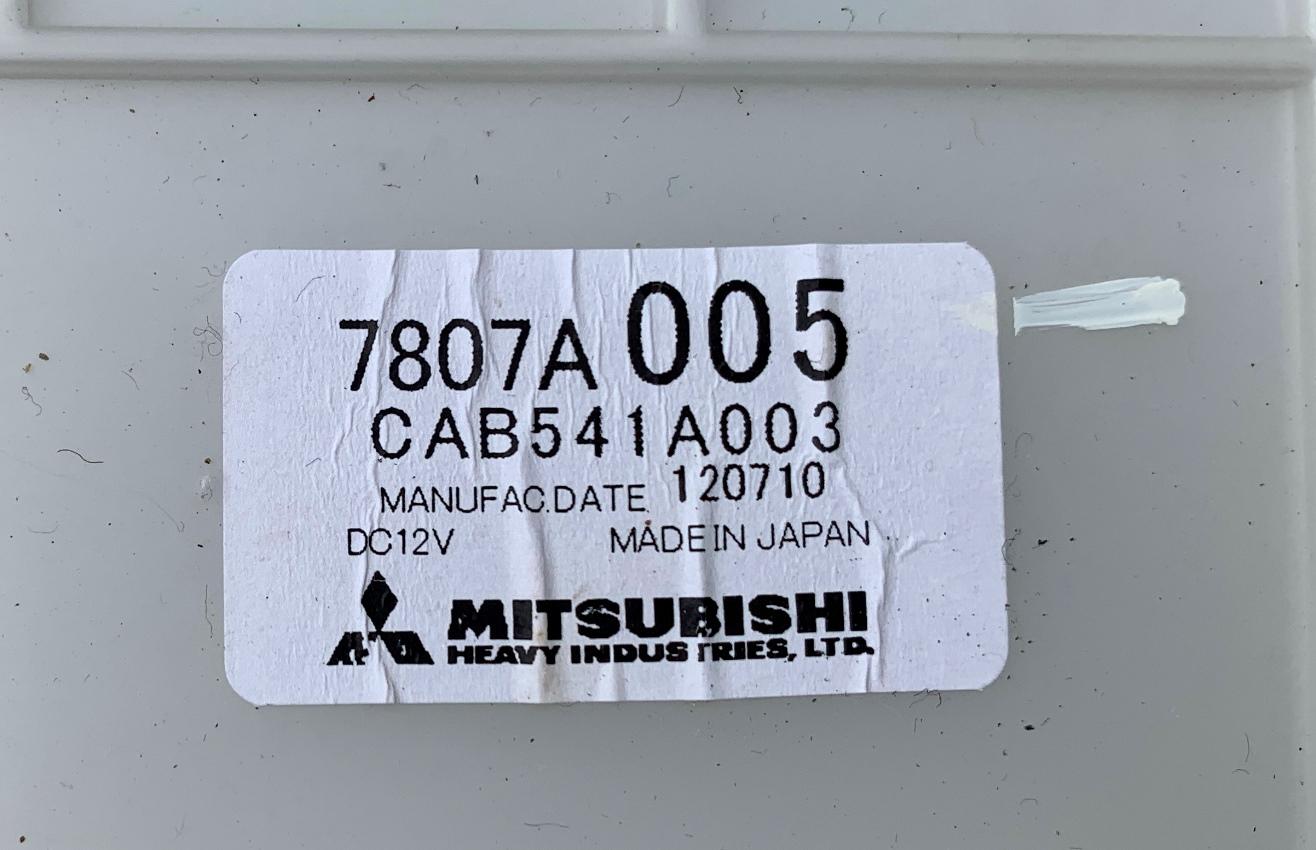 7807A 005
CAB541A003
MANUFAC.DATE 120710
DC12V MADE IN JAPAN
MITSUBISHI
HEAVY INDUSTRIES, LTD.